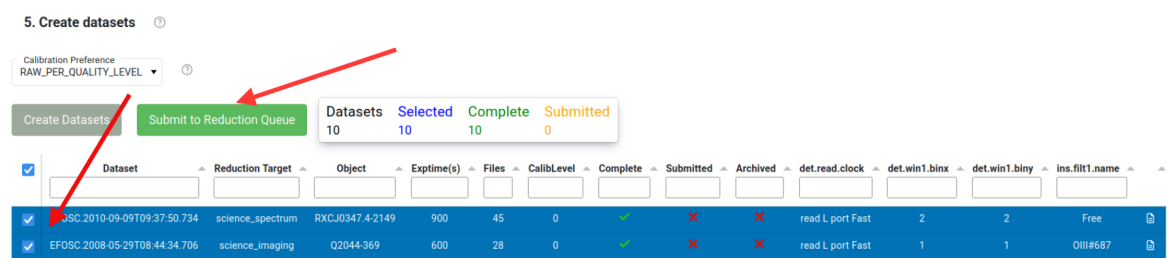 5. Create datasets ?
Calibration Preference
RAW_PER_QUALITY_LEVEL
?
Create Datasets Submit to Reduction Queue
Datasets Selected Complete Submitted
10 10 10 0
Dataset Reduction Target Object Exptime(s) Files CalibLevel Complete Submitted Archived det.read.clock det.win1.binx det.win1.biny ins.filt1.name
EFOSC.2010-09-09T09:37:50.734 science_spectrum RXCJ0347.4-2149 900 45 0 read L port Fast 2 2 Free
EFOSC.2008-05-29T08:44:34.706 science_imaging Q2044-369 600 28 0 read L port Fast 1 1 OIII#687